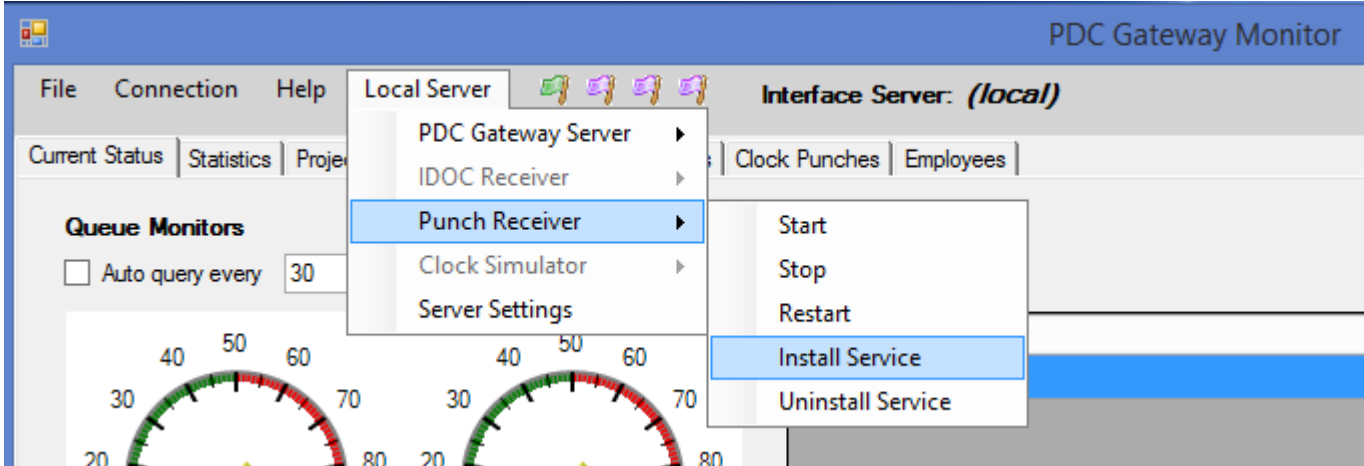 PDC Gateway Monitor
File Connection Help Local Server Interface Server: (local)
PDC Gateway Server
Current Status Statistics Clock Punches Employees
IDOC Receiver
Queue Monitors Punch Receiver Start
Auto query every 30 Clock Simulator Stop
Server Settings Restart
40 50 60 40 50 60 Install Service
30 70 30 70 Uninstall Service
20 80 20 80